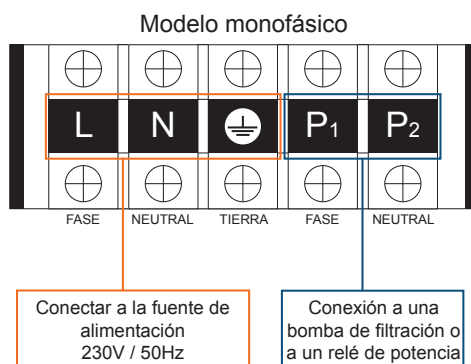 Modelo monofásico
L N P1 P2
FASE NEUTRAL TIERRA FASE NEUTRAL
Conectar a la fuente de
alimentación
230V / 50Hz
Conexión a una
bomba de filtración o
a un relé de potencia